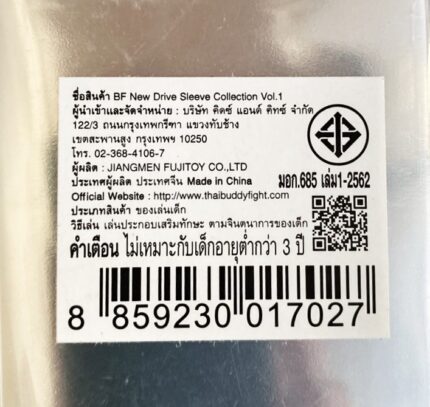 ชื่อสินค้า BF New Drive Sleeve Collection Vol.1
ผู้นำเข้าและจัดจำหน่าย : บริษัท คิดซ์ แอนด์ คิทซ์ จำกัด
122/3 ถนนกรุงเทพกรีฑา แขวงทับช้าง
เขตสะพานสูง กรุงเทพฯ 10250
โทร. 02-368-4106-7
ผู้ผลิต : JIANGMEN FUJITOY CO.,LTD
ประเทศผู้ผลิต ประเทศจีน Made in China
Official Website : http://www.thaibuddyfight.com
ประเภทสินค้า ของเล่นเด็ก
วิธีเล่น เล่นประกอบเสริมทักษะ ตามจินตนาการของเด็ก
คำเตือน ไม่เหมาะกับเด็กอายุต่ำกว่า 3 ปี
มอก.685 เล่ม1-2562
8 859230 017027